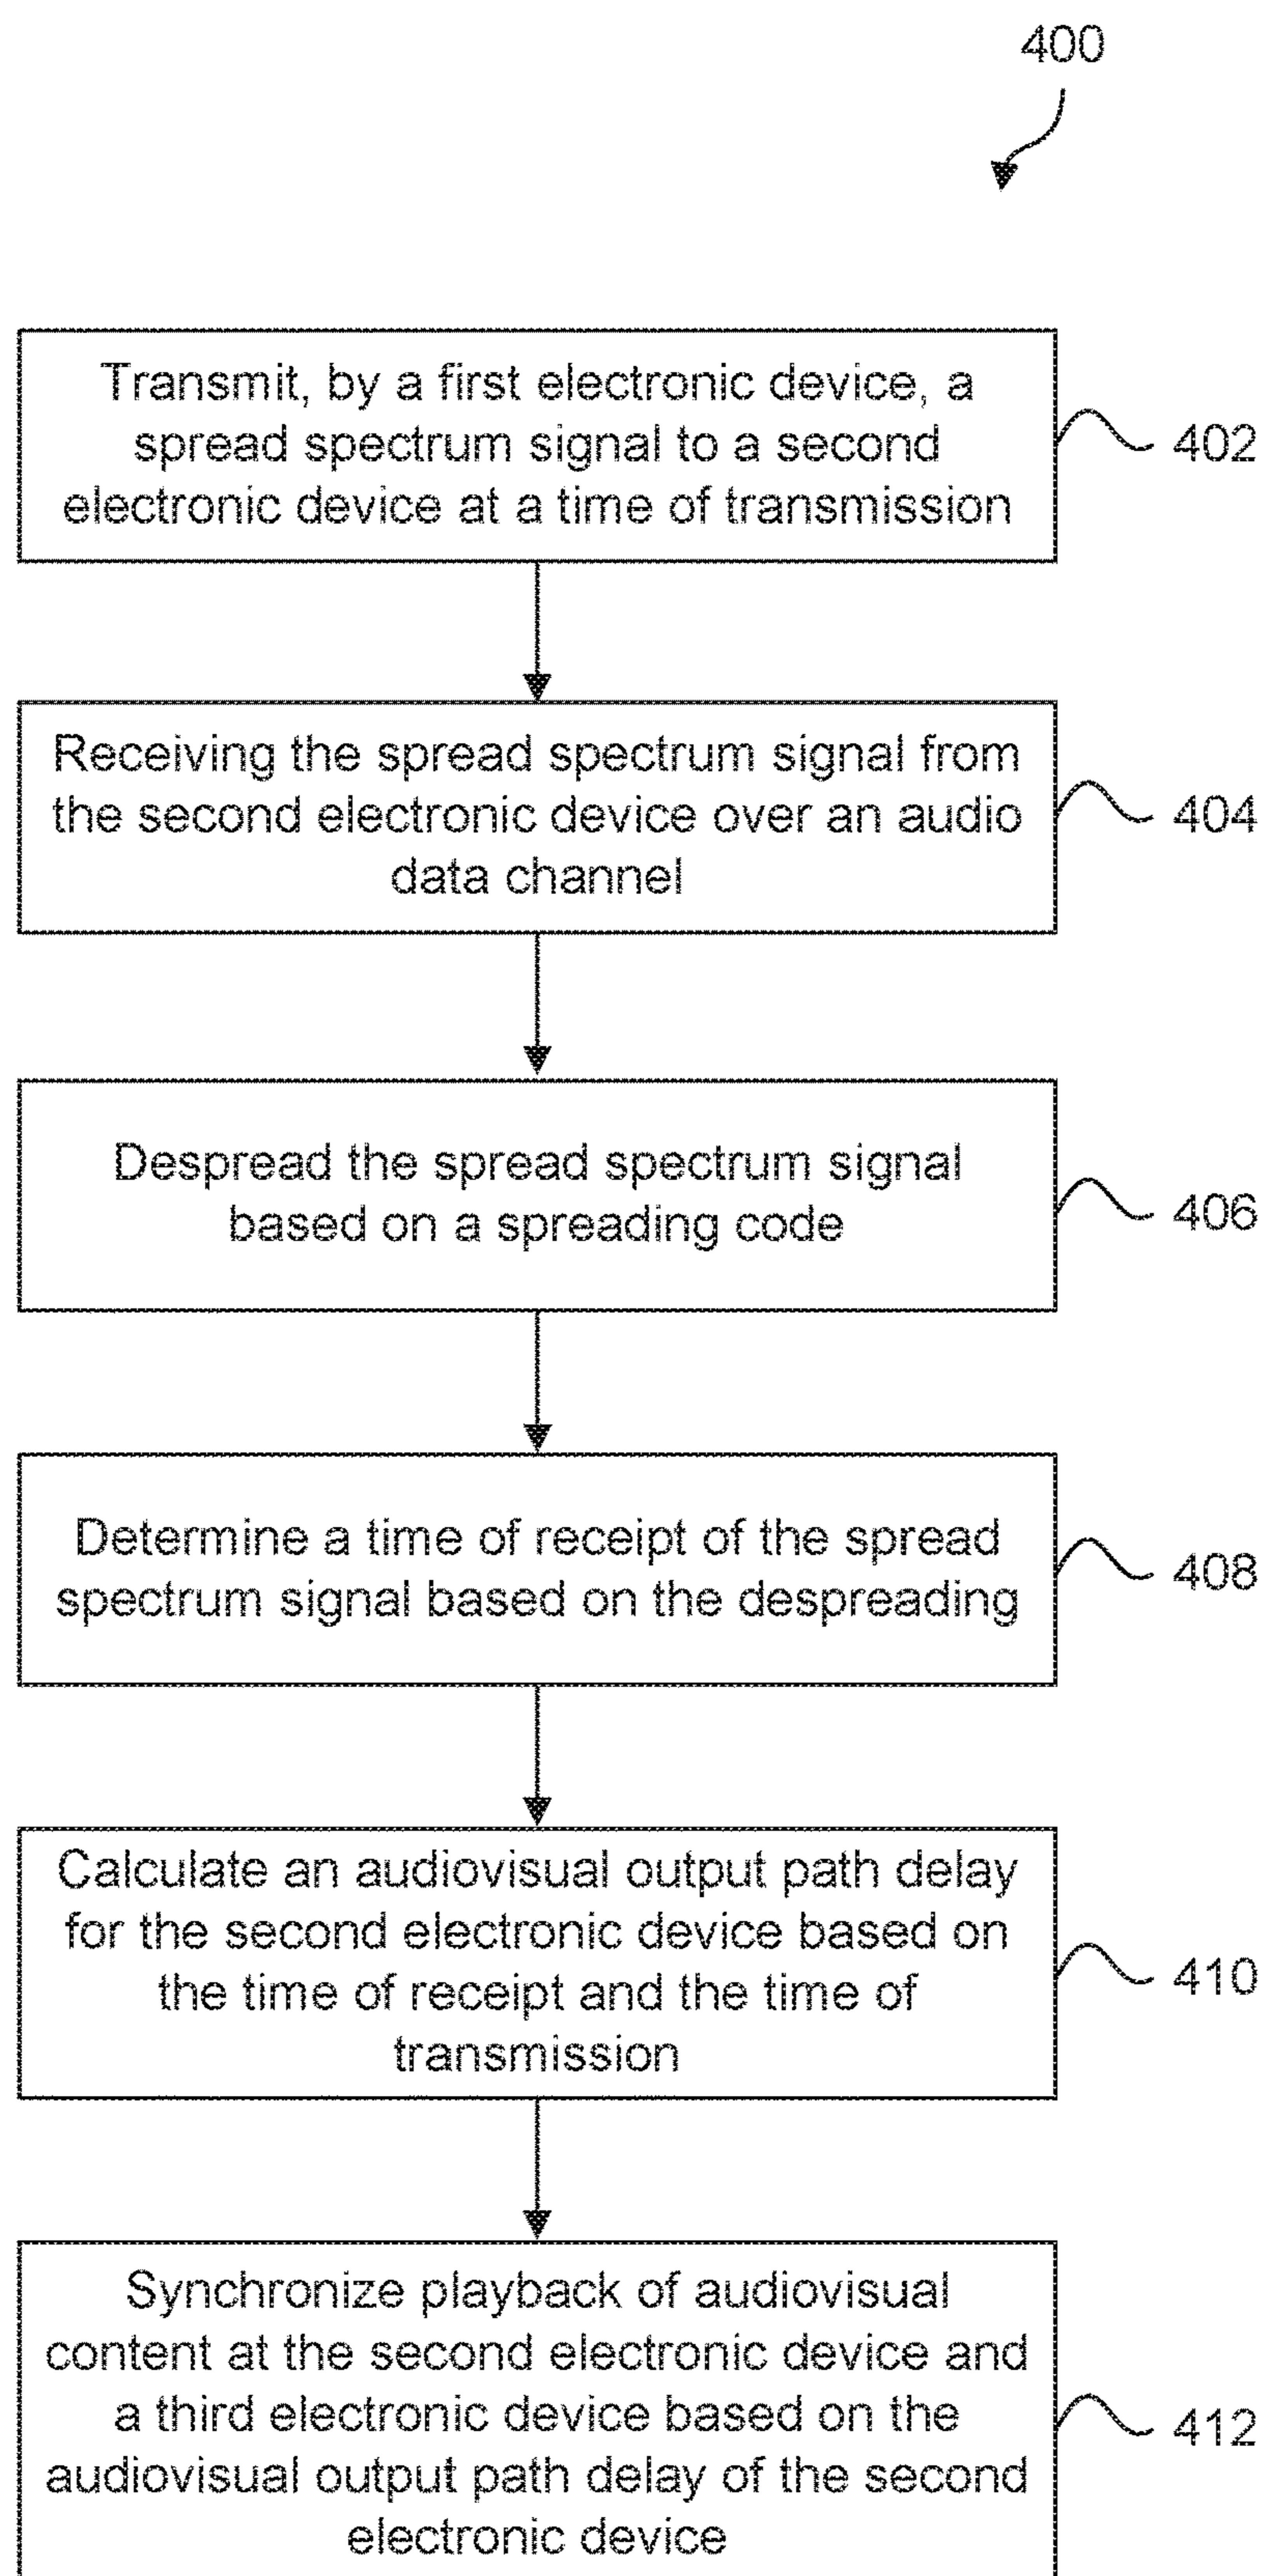 400
Transmit, by a first electronic device, a
spread spectrum signal to a second
electronic device at a time of transmission
402
Receiving the spread spectrum signal from
the second electronic device over an audio
data channel
404
Despread the spread spectrum signal
based on a spreading code
406
Determine a time of receipt of the spread
spectrum signal based on the despreading
408
Calculate an audiovisual output path delay
for the second electronic device based on
the time of receipt and the time of
transmission
410
Synchronize playback of audiovisual
content at the second electronic device and
a third electronic device based on the
audiovisual output path delay of the second
electronic device
412